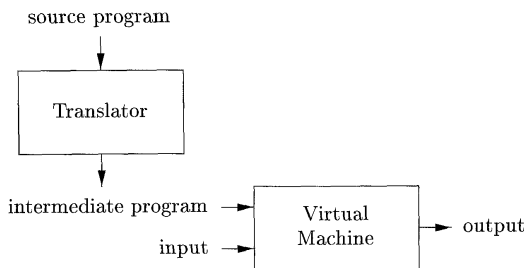 source program
Translator
intermediate program
input
Virtual
Machine
output